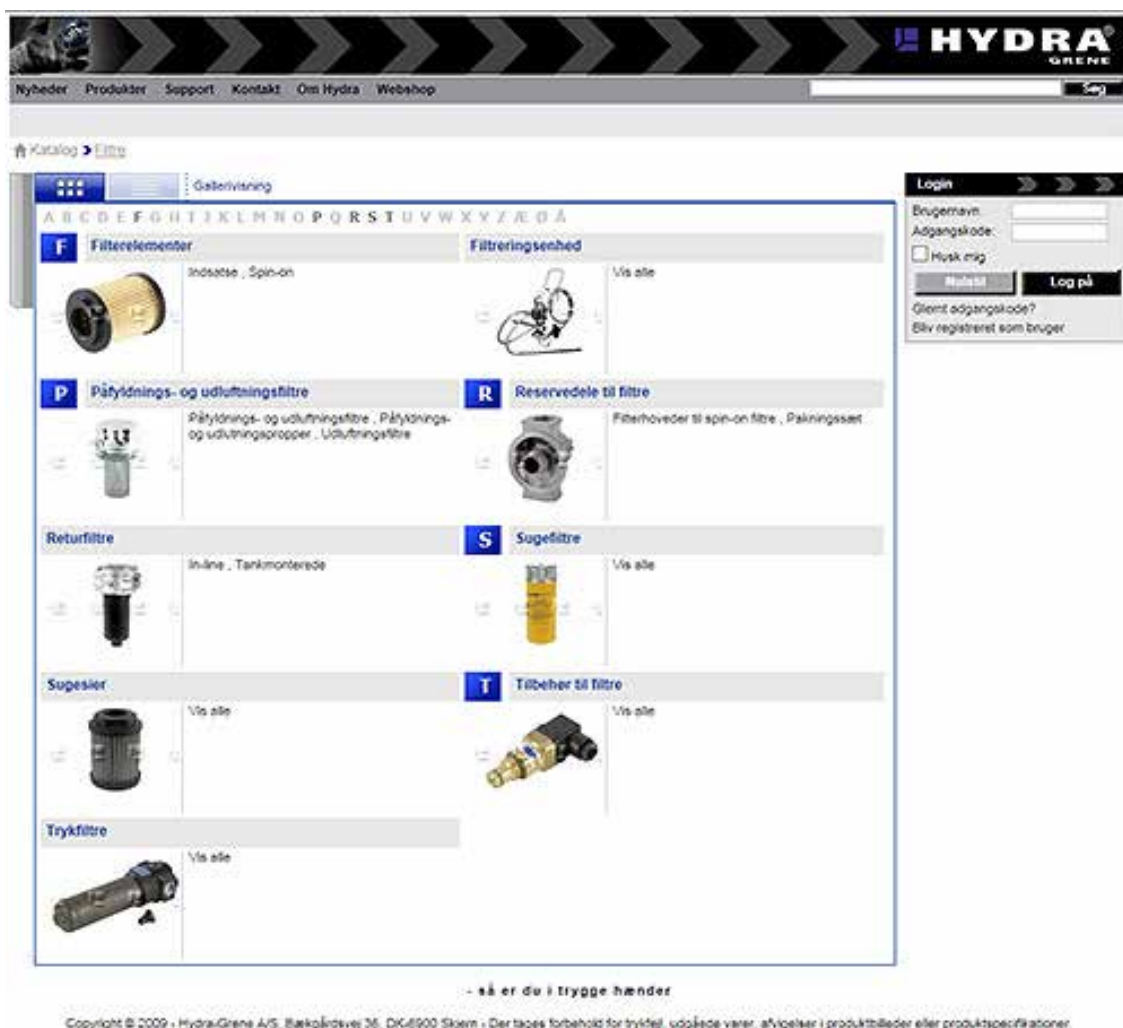 HYDRA
GRENE
Nyheder Produkter Support Kontakt Om Hydra Webshop
Søg
Katalog Filtre
Gallerivisning
A B C D E F G H I J K L M N O P Q R S T U V W X Y Z Æ Ø Å
F Filterelementer
Indsatse , Spin-on
Filtreringsenhed
Vis alle
P Påfyldnings- og udluftningsfiltre
Påfyldnings- og udluftningsfiltre , Påfyldnings-
og udluftningspropper , Udluftningsfiltre
R Reservedele til filtre
Filterhoveder til spin-on filtre , Pakningssæt
Returfiltre
In-line , Tankmonterede
S Sugefiltre
Vis alle
Sugesier
Vis alle
T Tilbehør til filtre
Vis alle
Trykfiltre
Vis alle
Login
Brugernavn:
Adgangskode:
Husk mig
Nulstil Log på
Glemt adgangskode?
Bliv registreret som bruger
- så er du i trygge hænder
Copyright © 2009 - Hydra-Grene A/S, Bækgårdsvej 36, DK-6900 Skjern - Der tages forbehold for trykfejl, udgåede varer, afvigelser i produktbilleder eller produktspecifikationer.